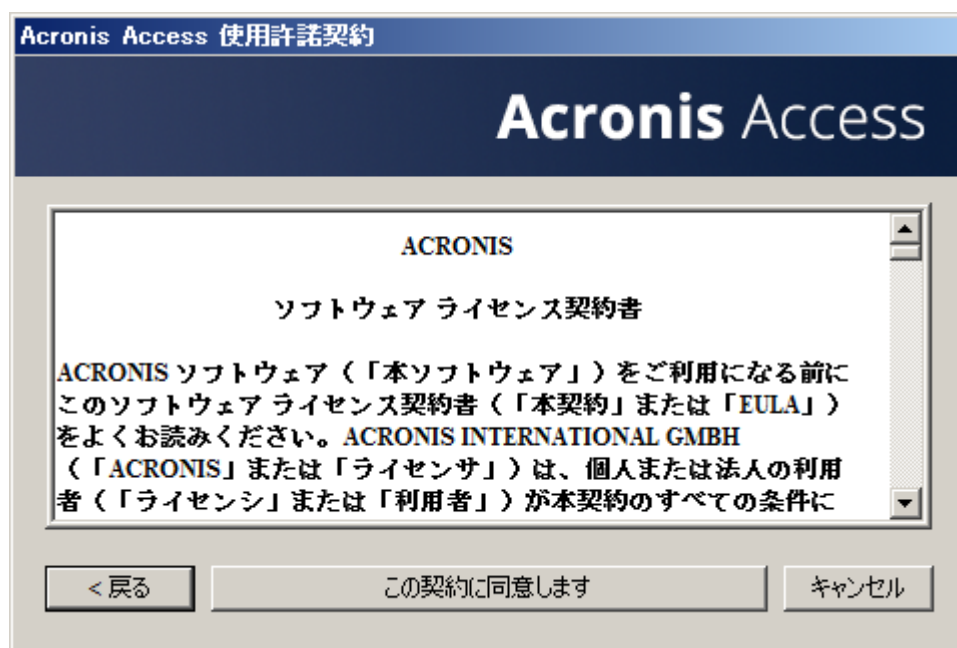 Acronis Access 使用許諾契約
Acronis Access
ACRONIS
ソフトウェア ライセンス契約書
ACRONIS ソフトウェア（「本ソフトウェア」）をご利用になる前に
このソフトウェア ライセンス契約書（「本契約」または「EULA」）
をよくお読みください。ACRONIS INTERNATIONAL GMBH
（「ACRONIS」または「ライセンサ」）は、個人または法人の利用
者（「ライセンシ」または「利用者」）が本契約のすべての条件に
< 戻る
この契約に同意します
キャンセル